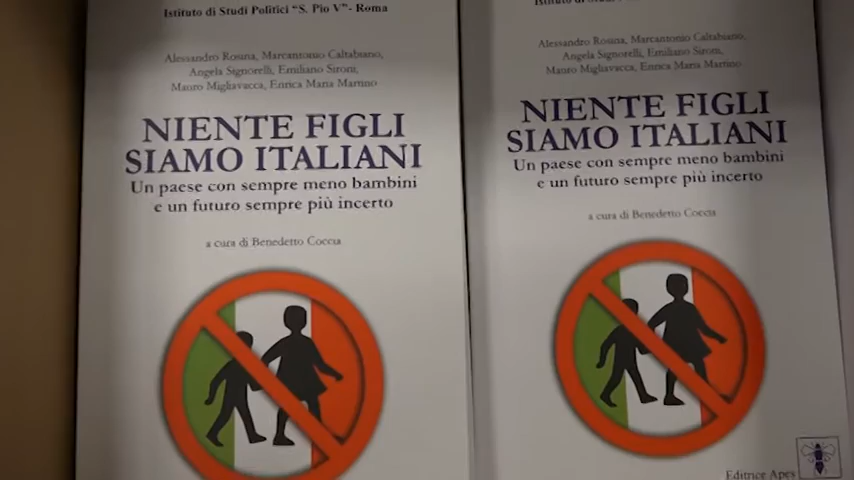 Istituto di Studi Politici "S. Pio V"- Roma
Alessandro Rosina, Marcantonio Caltabiano,
Angela Signorelli, Emiliano Sironi,
Mauro Migliavacca, Enrica Maria Martino
NIENTE FIGLI
SIAMO ITALIANI
Un paese con sempre meno bambini
e un futuro sempre più incerto
a cura di Benedetto Coccia
Alessandro Rosina, Marcantonio Caltabiano,
Angela Signorelli, Emiliano Sironi,
Mauro Migliavacca, Enrica Maria Martino
NIENTE FIGLI
SIAMO ITALIANI
Un paese con sempre meno bambini
e un futuro sempre più incerto
a cura di Benedetto Coccia
Editrice Apes